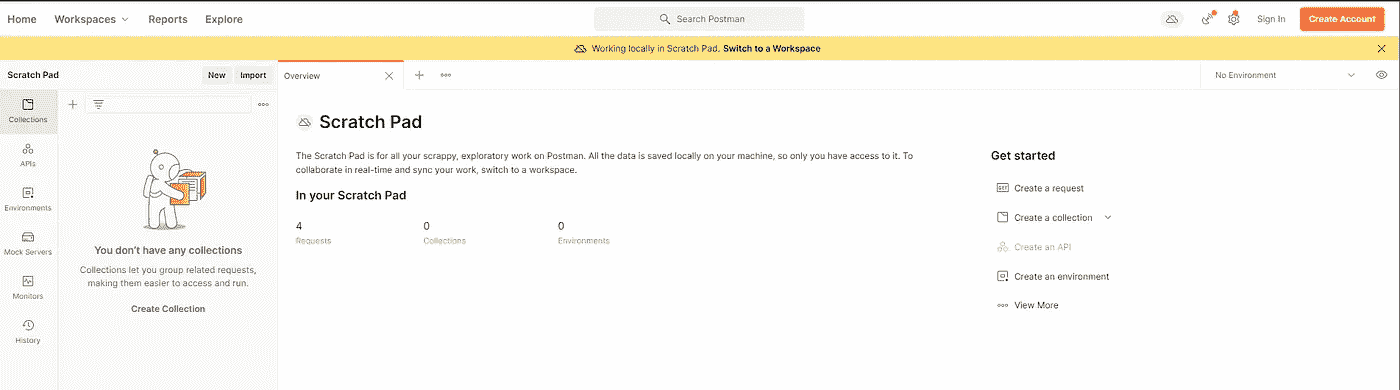 Home Workspaces Reports Explore Search Postman Sign In Create Account
Working locally in Scratch Pad. Switch to a Workspace
Scratch Pad New Import Overview No Environment
Collections
APIs
Environments
Mock Servers
Monitors
History
You don't have any collections
Collections let you group related requests,
making them easier to access and run.
Create Collection
Scratch Pad
The Scratch Pad is for all your scrappy, exploratory work on Postman. All the data is saved locally on your machine, so only you have access to it. To
collaborate in real-time and sync your work, switch to a workspace.
In your Scratch Pad
4 0 0
Requests Collections Environments
Get started
GET Create a request
Create a collection
Create an API
Create an environment
View More